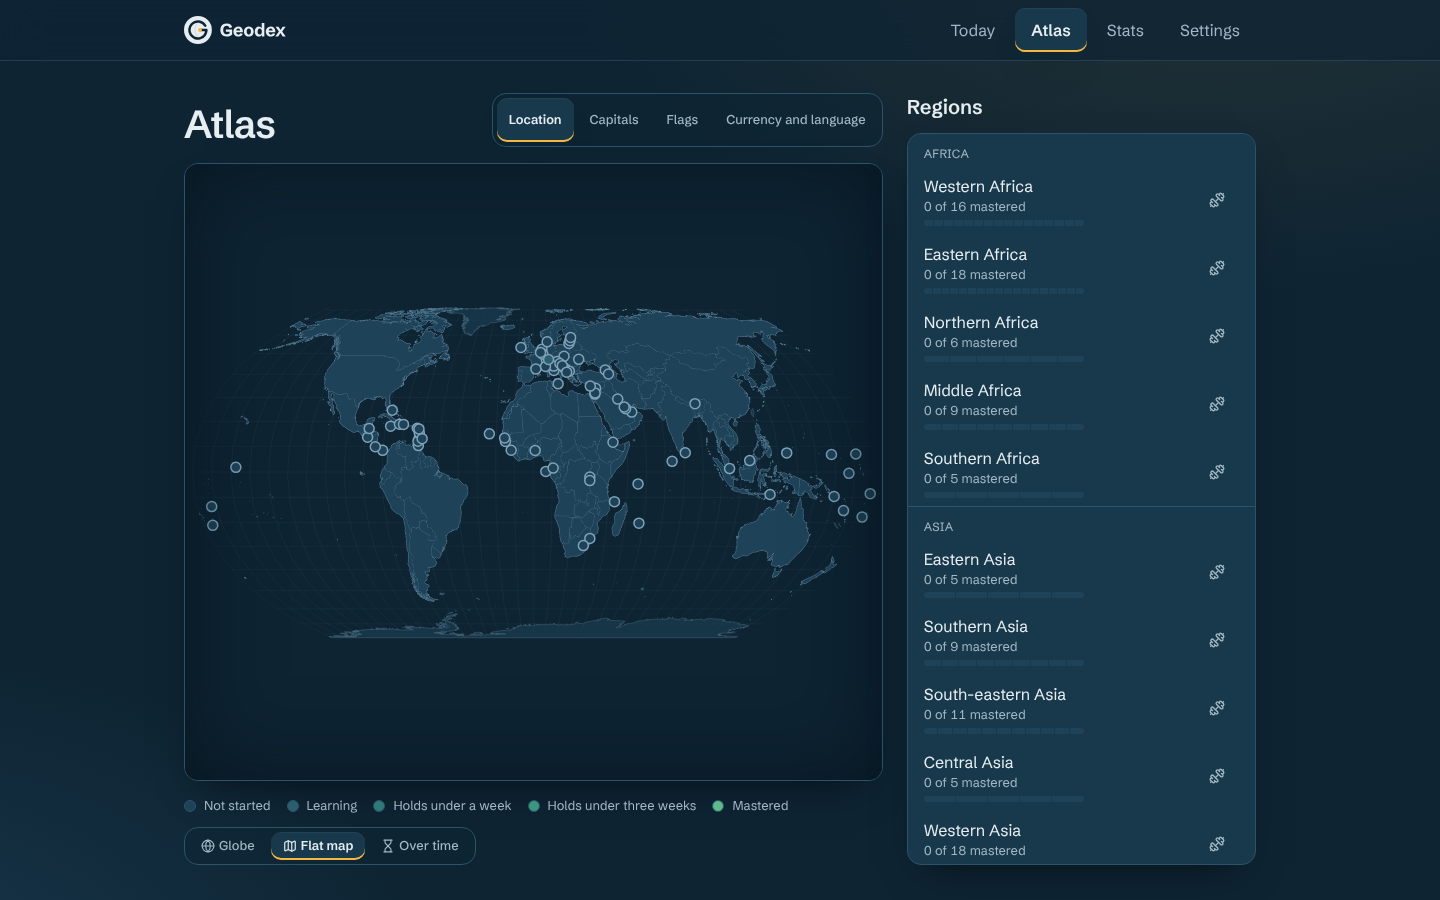 Geodex
Today
Atlas
Stats
Settings
Atlas
Location
Capitals
Flags
Currency and language
Not started
Learning
Holds under a week
Holds under three weeks
Mastered
Globe
Flat map
Over time
Regions
AFRICA
Western Africa
0 of 16 mastered
Eastern Africa
0 of 18 mastered
Northern Africa
0 of 6 mastered
Middle Africa
0 of 9 mastered
Southern Africa
0 of 5 mastered
ASIA
Eastern Asia
0 of 5 mastered
Southern Asia
0 of 9 mastered
South-eastern Asia
0 of 11 mastered
Central Asia
0 of 5 mastered
Western Asia
0 of 18 mastered